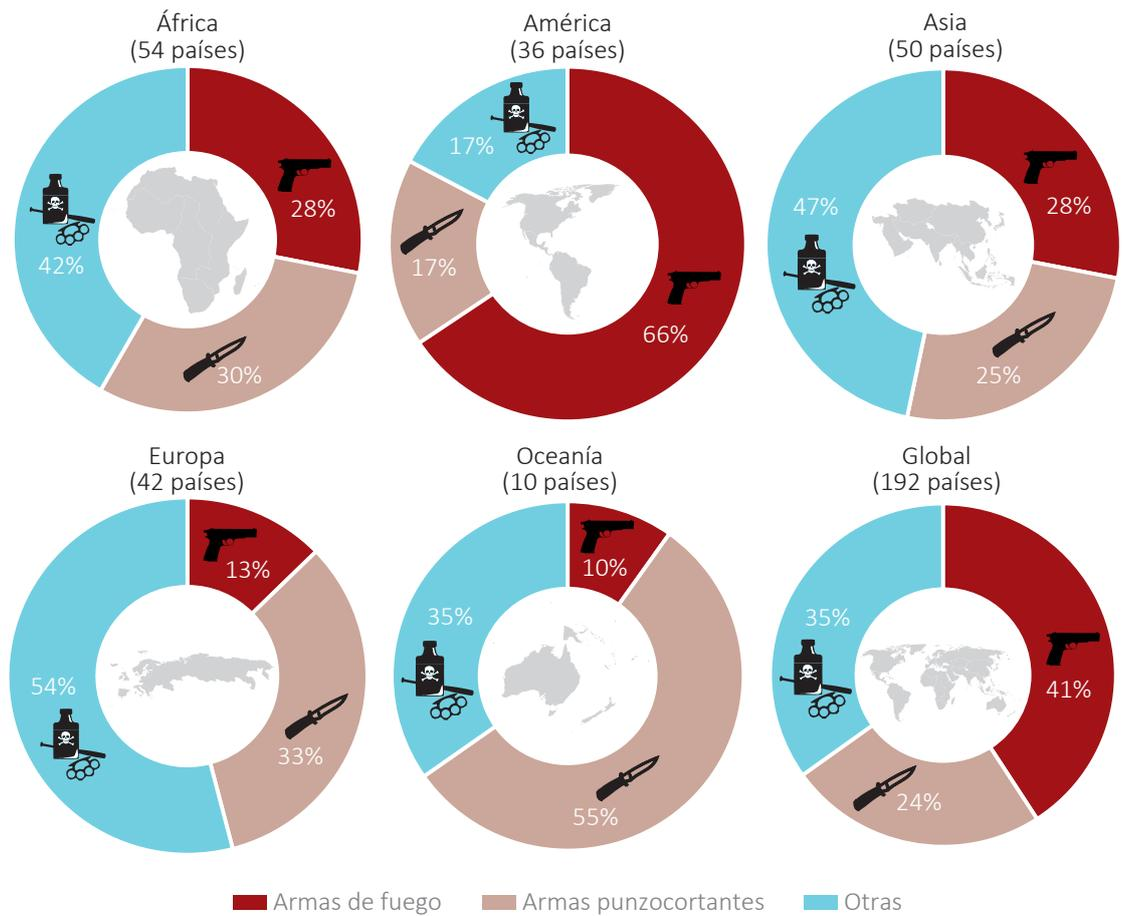 África
(54 países)
28%
30%
42%
América
(36 países)
66%
17%
17%
Asia
(50 países)
28%
25%
47%
Europa
(42 países)
13%
33%
54%
Oceanía
(10 países)
10%
55%
35%
Global
(192 países)
41%
24%
35%
Armas de fuego
Armas punzocortantes
Otras